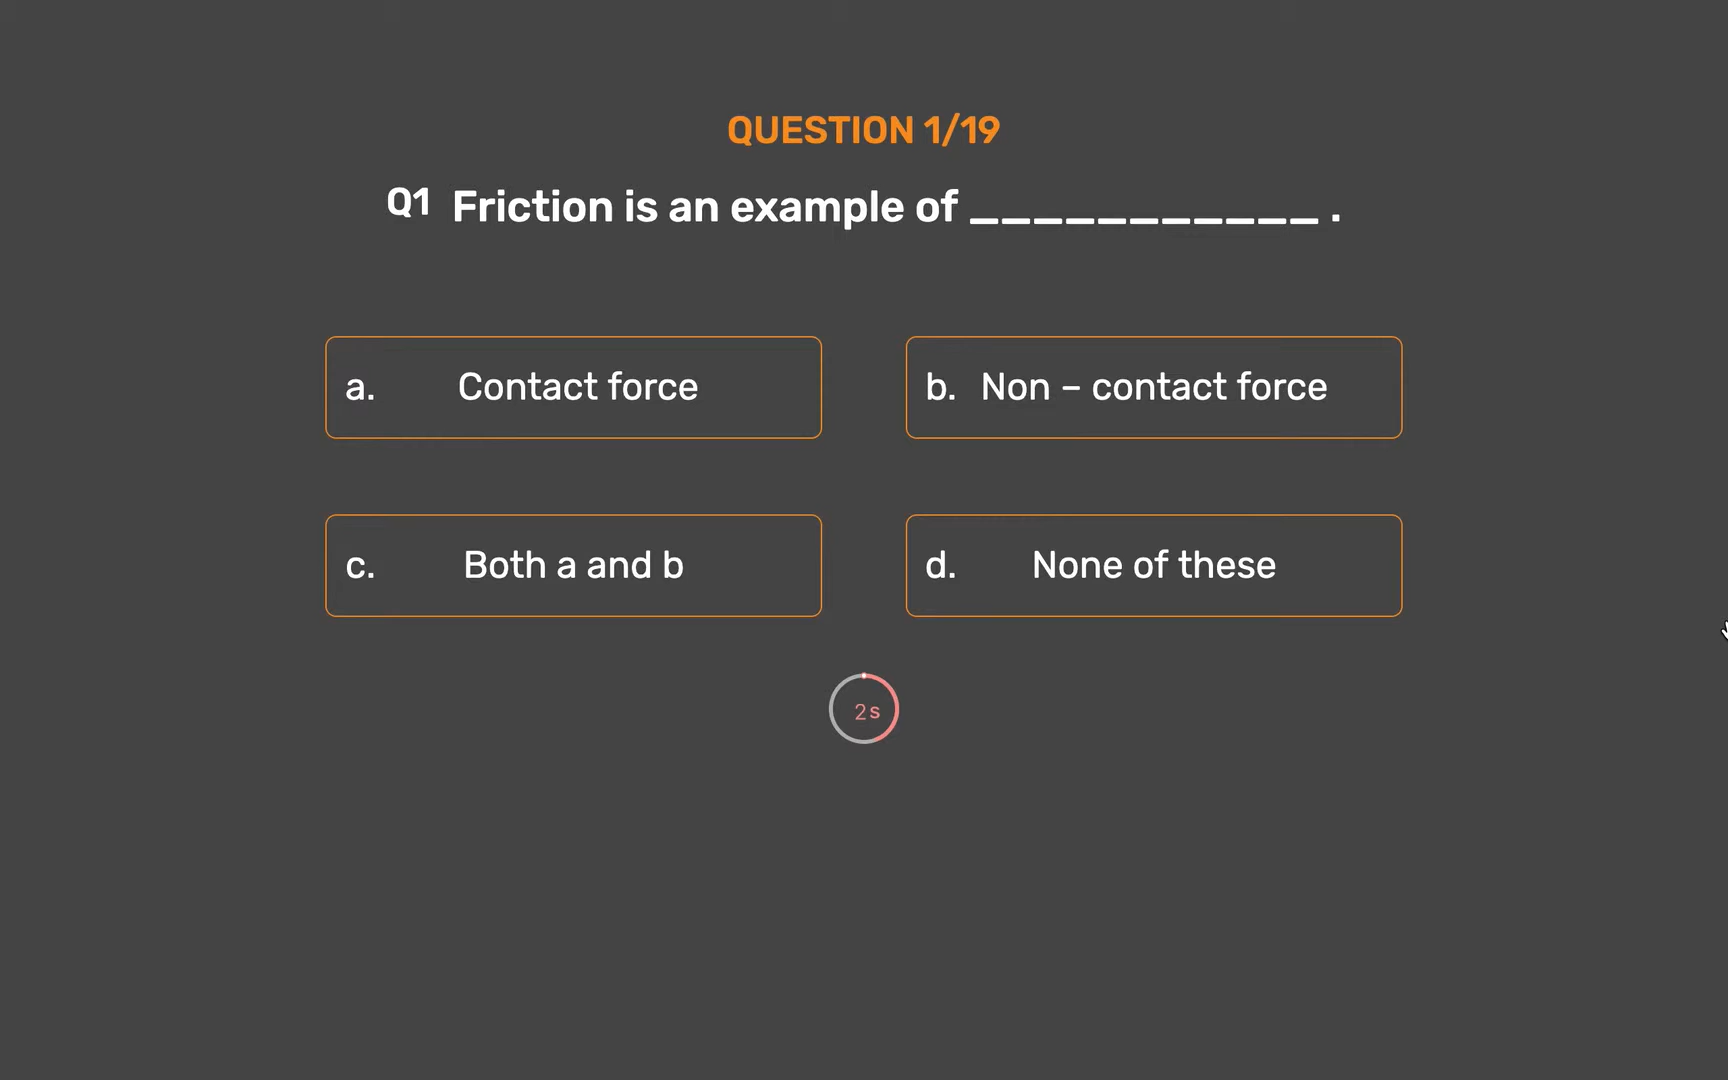 QUESTION 1/19
Q1 Friction is an example of ___________ .
a. Contact force
b. Non – contact force
c. Both a and b
d. None of these
2s